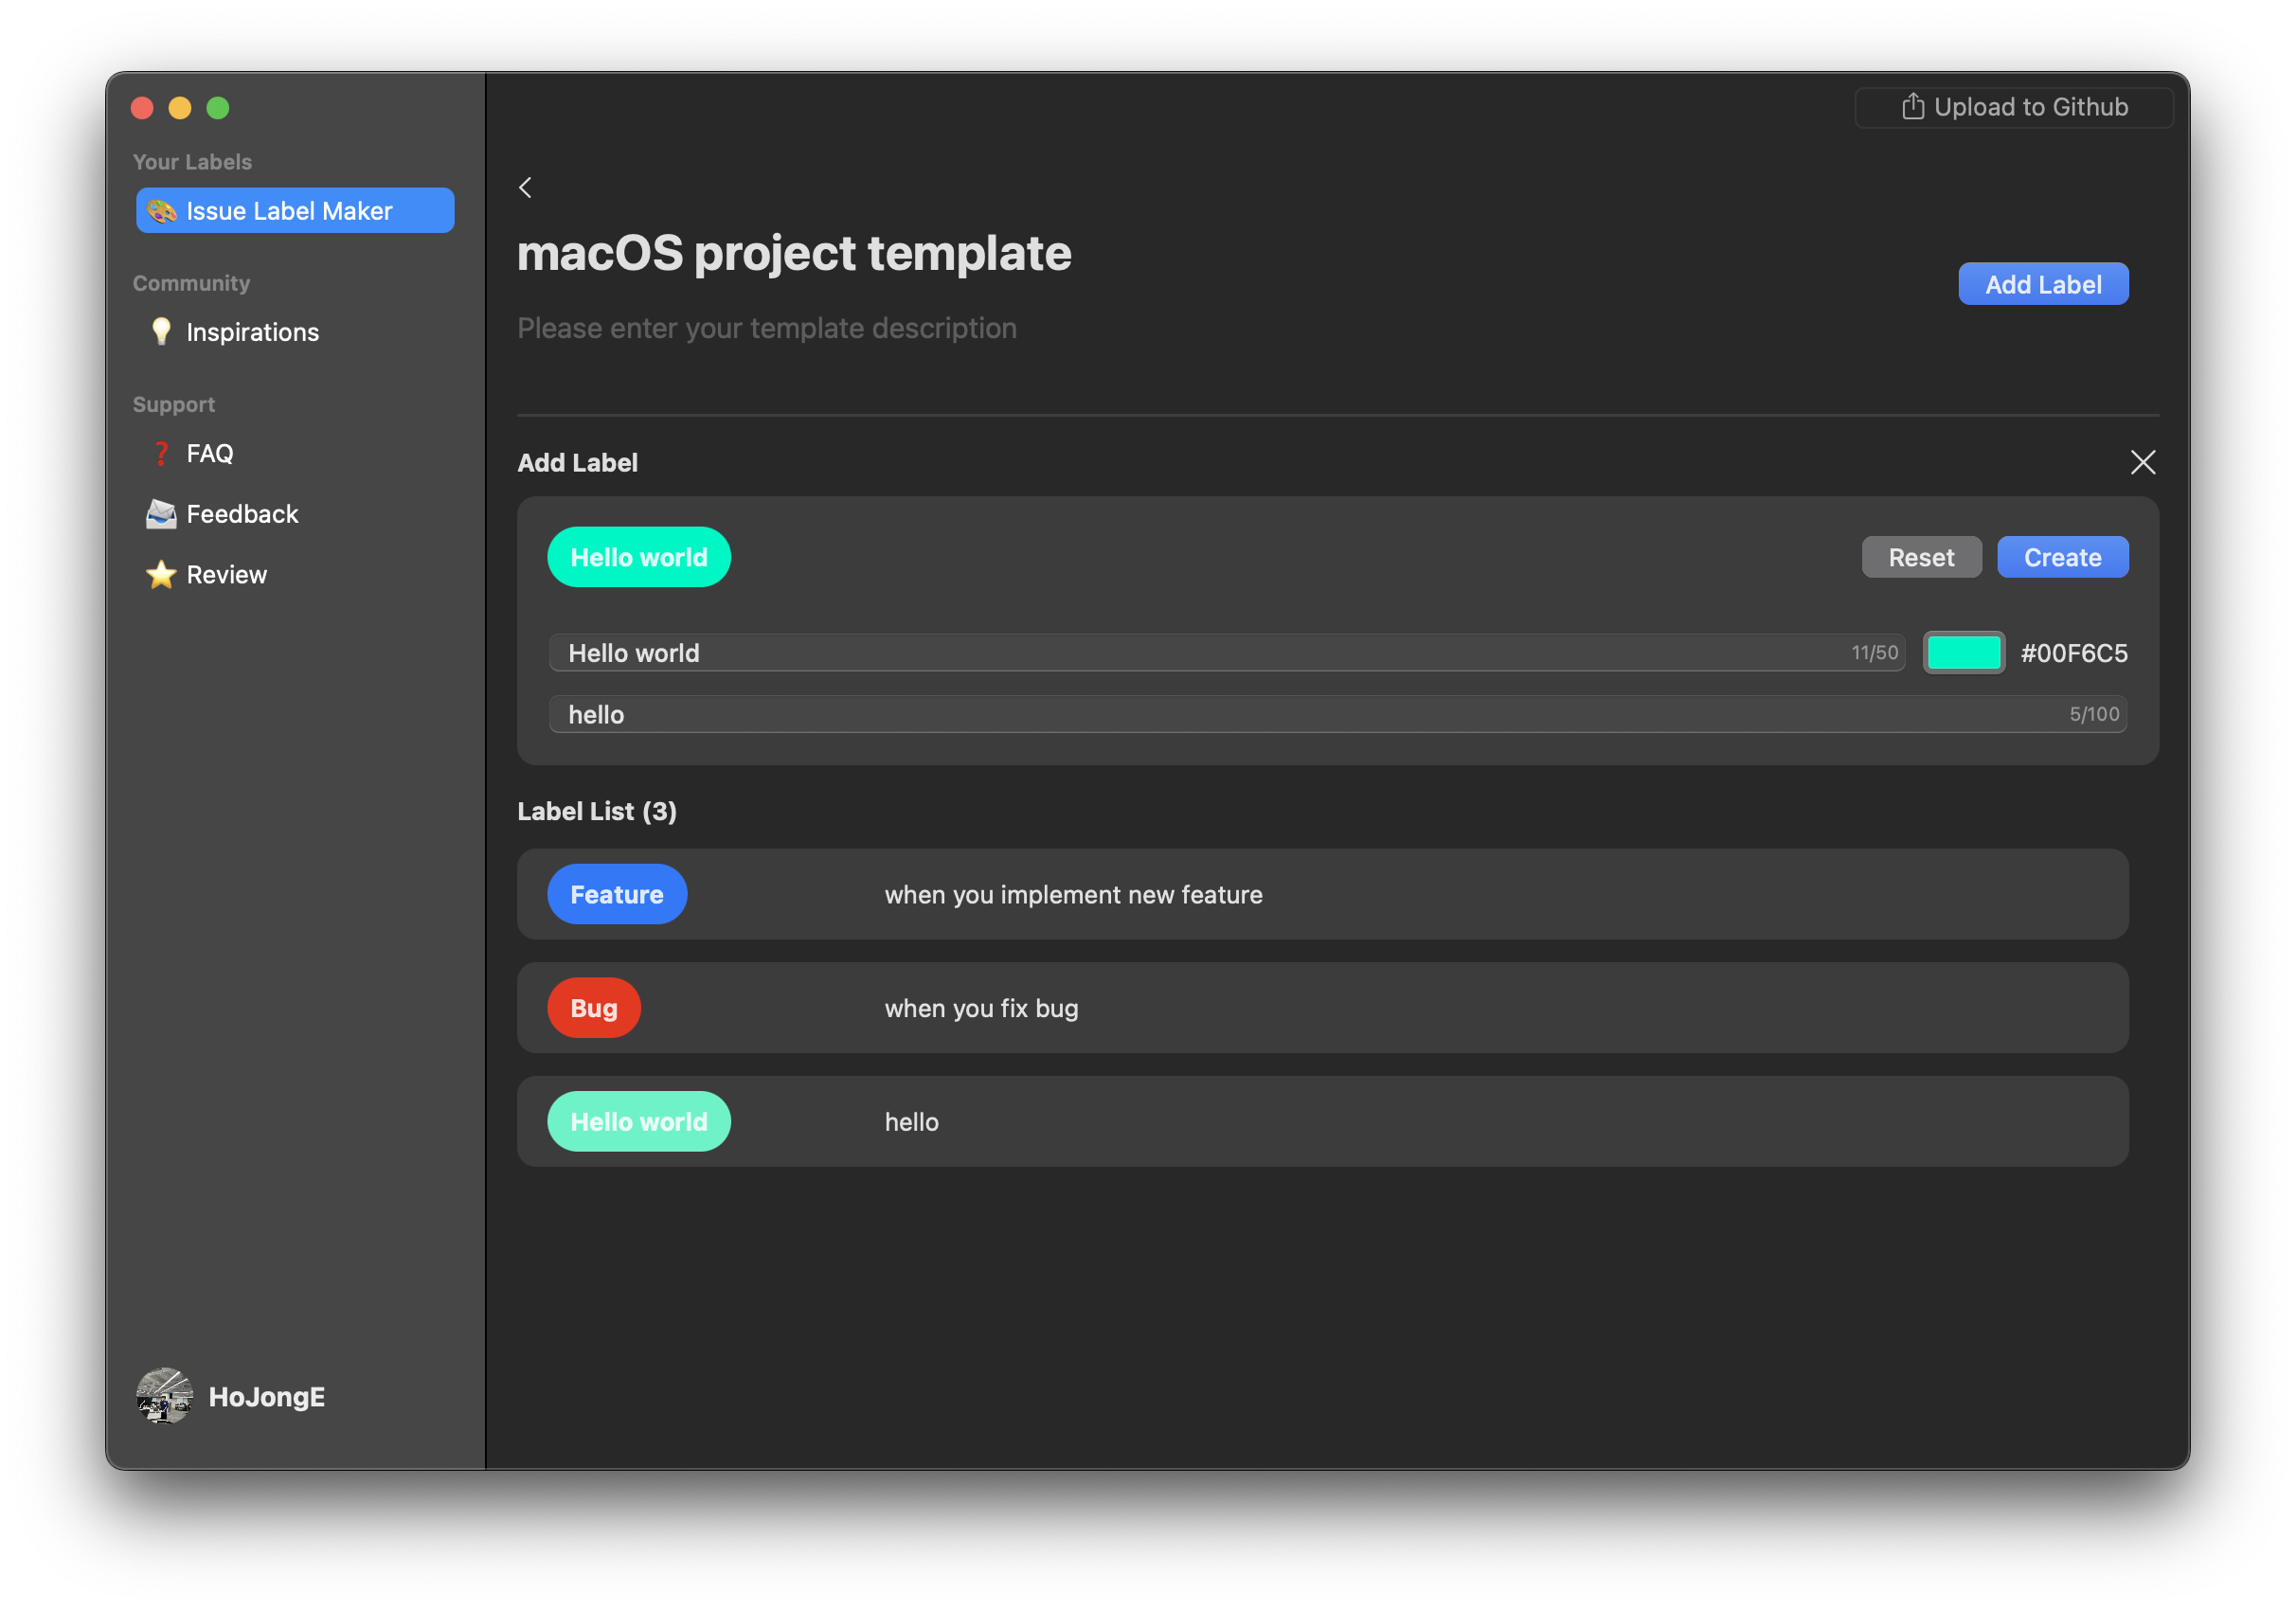 Your Labels
Issue Label Maker
Community
Inspirations
Support
FAQ
Feedback
Review
HoJongE
Upload to Github
macOS project template
Add Label
Please enter your template description
Add Label
Hello world
Reset
Create
Hello world
11/50
#00F6C5
hello
5/100
Label List (3)
Feature
when you implement new feature
Bug
when you fix bug
Hello world
hello